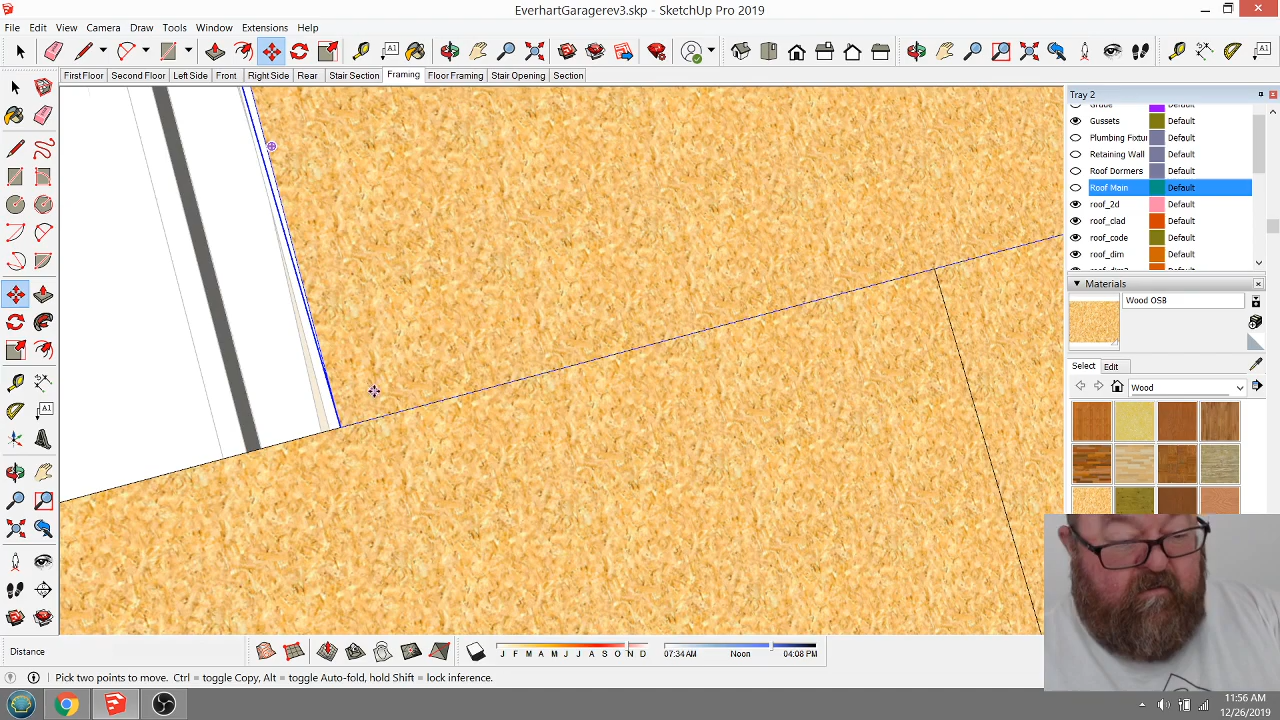 EverhartGaragerev3.skp - SketchUp Pro 2019
File Edit View Camera Draw Tools Window Extensions Help
First Floor Second Floor Left Side Front Right Side Rear Stair Section Framing Floor Framing Stair Opening Section
Tray 2
Default
Gussets Default
Plumbing Fixtu Default
Retaining Wall Default
Roof Dormers Default
Roof Main Default
roof_2d Default
roof_clad Default
roof_code Default
roof_dim Default
Materials
Wood OSB
Select Edit
Wood
Distance
J F M A M J J A S O N D
07:34 AM Noon 04:08 PM
Pick two points to move. Ctrl = toggle Copy, Alt = toggle Auto-fold, hold Shift = lock inference.
11:56 AM
12/26/2019